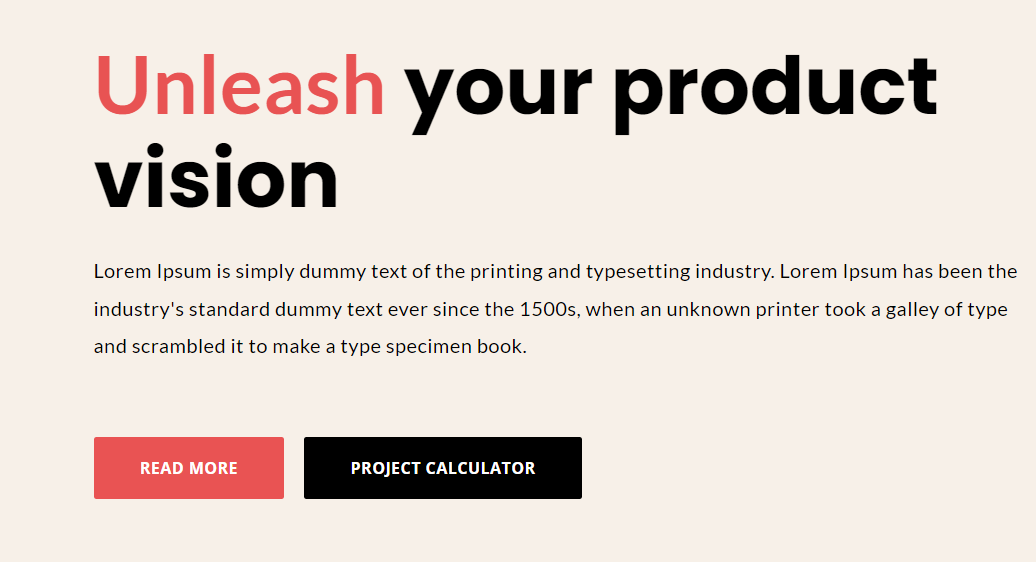 Unleash your product
vision
Lorem Ipsum is simply dummy text of the printing and typesetting industry. Lorem Ipsum has been the
industry's standard dummy text ever since the 1500s, when an unknown printer took a galley of type
and scrambled it to make a type specimen book.
READ MORE
PROJECT CALCULATOR